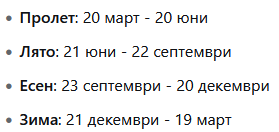 • Пролет: 20 март - 20 юни
• Лято: 21 юни - 22 септември
• Есен: 23 септември - 20 декември
• Зима: 21 декември - 19 март